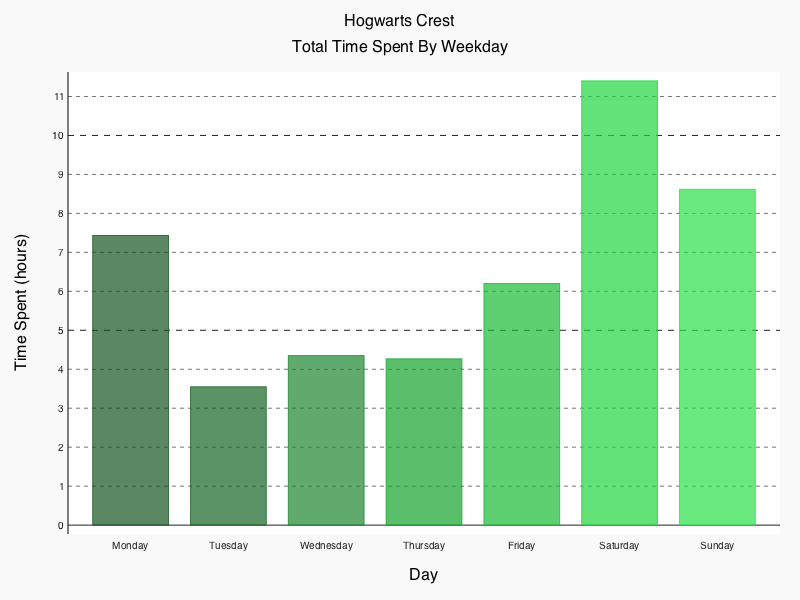 Hogwarts Crest
Total Time Spent By Weekday
Time Spent (hours)
11
10
9
8
7
6
5
4
3
2
1
0
Monday Tuesday Wednesday Thursday Friday Saturday Sunday
Day